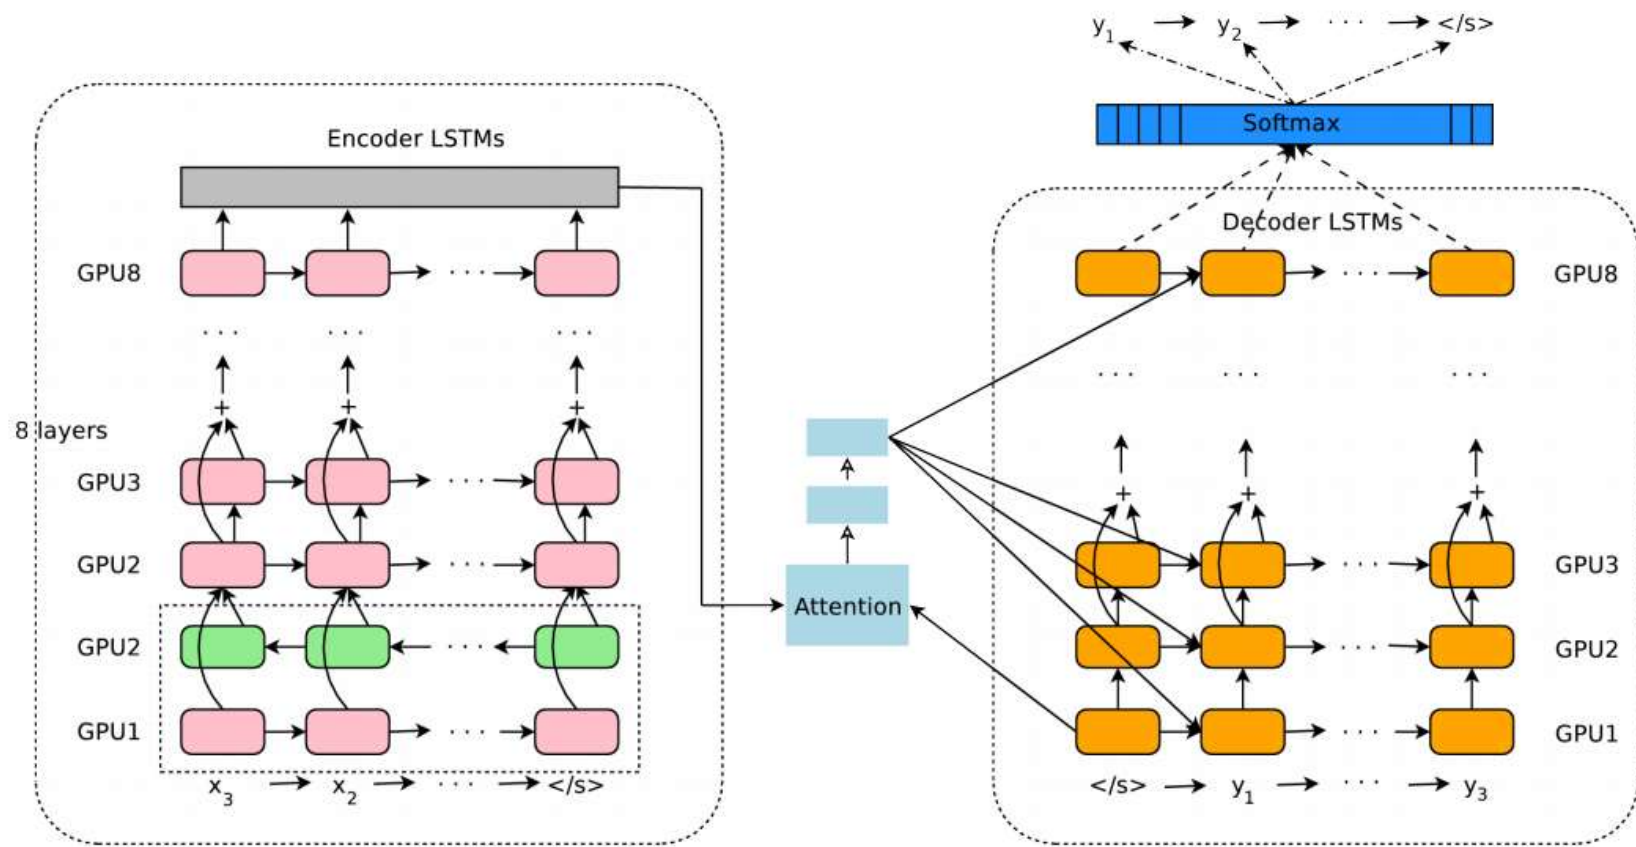 y1 y2 · · · </s>
Softmax
Encoder LSTMs
Decoder LSTMs
GPU8 · · ·
· · · GPU8
· · · · · · · · ·
· · · · · · · · ·
+ + +
8 layers
GPU3 · · ·
+ + +
GPU2 · · ·
· · · GPU3
Attention
GPU2 · · ·
· · · GPU2
GPU1 · · ·
· · · GPU1
x3 x2 · · · </s>
</s> y1 · · · y3